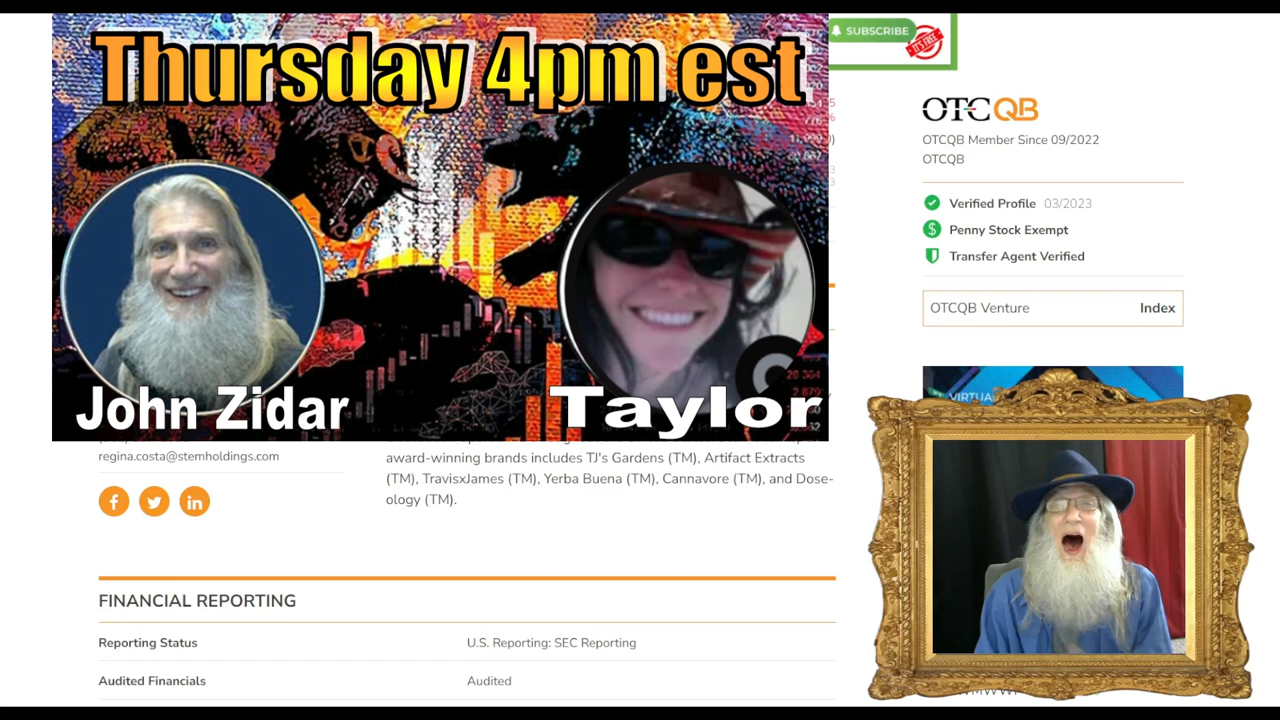 Thursday 4pm est
John Zidar
Taylor
SUBSCRIBE
IT'S FREE
OTCQB
OTCQB Member Since 09/2022
OTCQB
Verified Profile 03/2023
Penny Stock Exempt
Transfer Agent Verified
OTCQB Venture Index
regina.costa@stemholdings.com
award-winning brands includes TJ's Gardens (TM), Artifact Extracts
(TM), TravisxJames (TM), Yerba Buena (TM), Cannavore (TM), and Dose-
ology (TM).
FINANCIAL REPORTING
Reporting Status U.S. Reporting: SEC Reporting
Audited Financials Audited